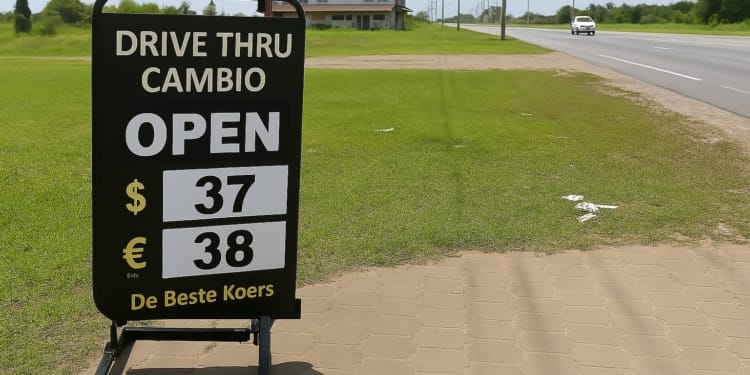 DRIVE THRU
CAMBIO
OPEN
$ 37
€ 38
De Beste Koers